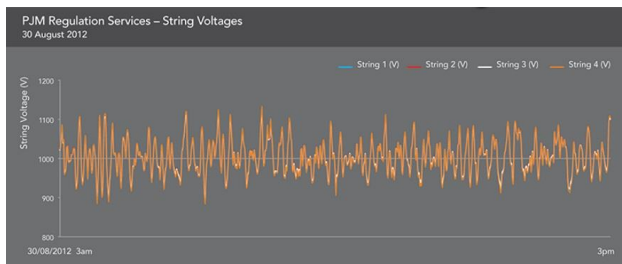 PJM Regulation Services – String Voltages
30 August 2012
String 1 (V) String 2 (V) String 3 (V) String 4 (V)
String Voltage (V)
1200
1100
1000
900
800
30/08/2012 3am 3pm